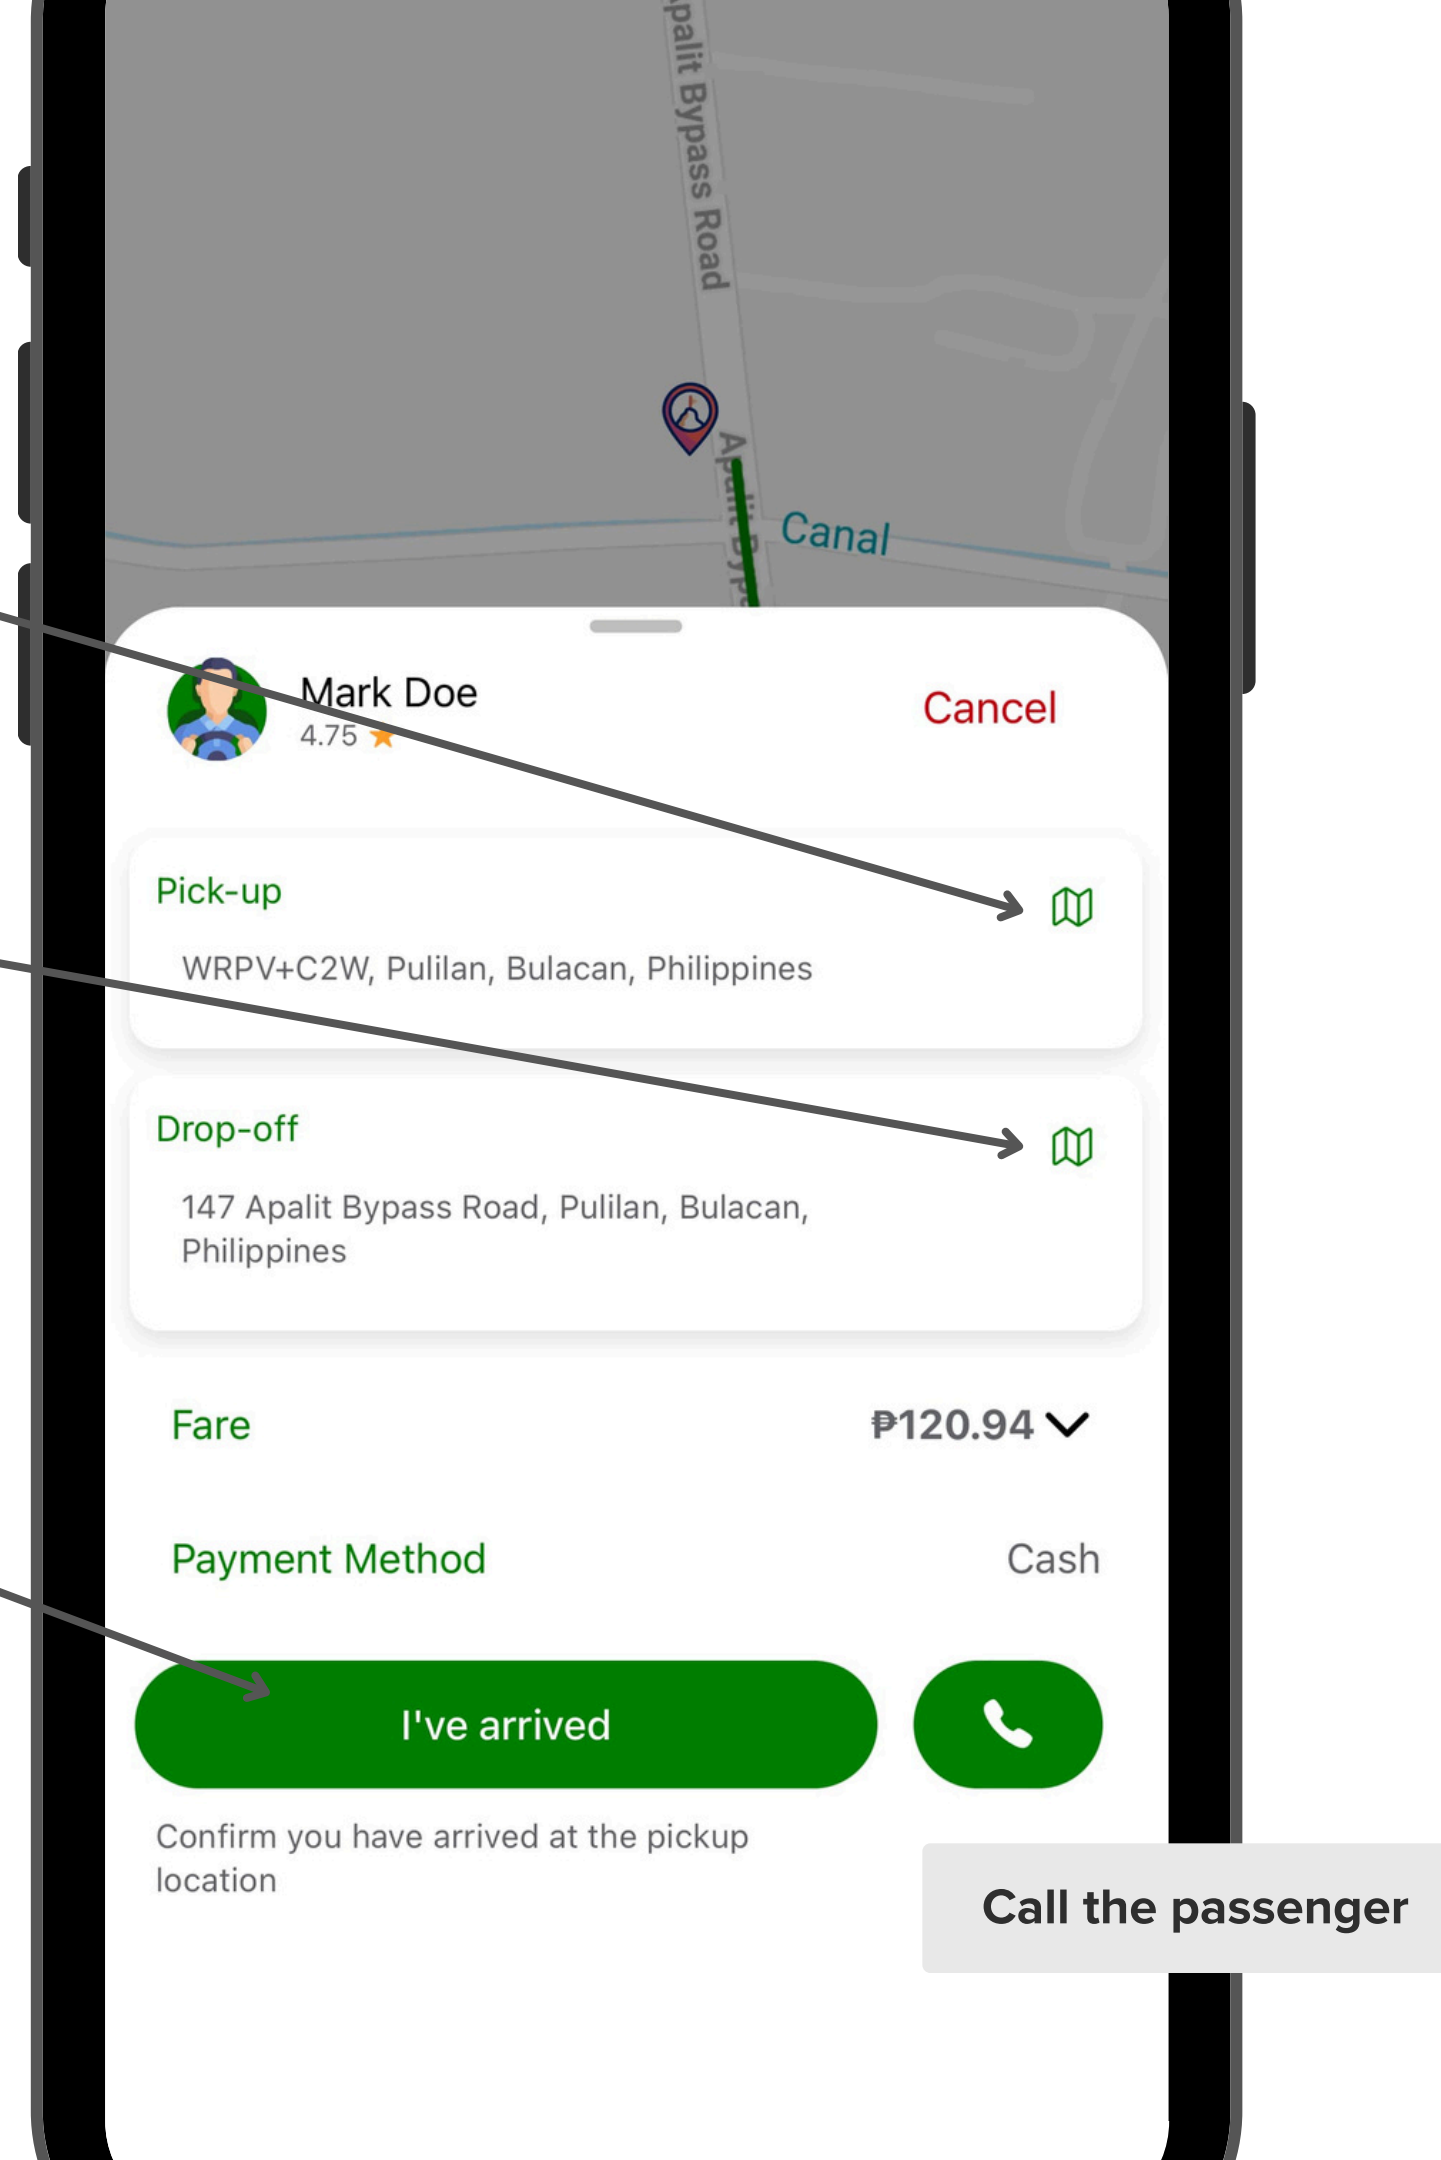 palit Bypass Road
Apalit Bypa
Canal
Mark Doe
4.75
Cancel
Pick-up
WRPV+C2W, Pulilan, Bulacan, Philippines
Drop-off
147 Apalit Bypass Road, Pulilan, Bulacan,
Philippines
Fare
₱120.94
Payment Method
Cash
I've arrived
Confirm you have arrived at the pickup
location
Call the passenger